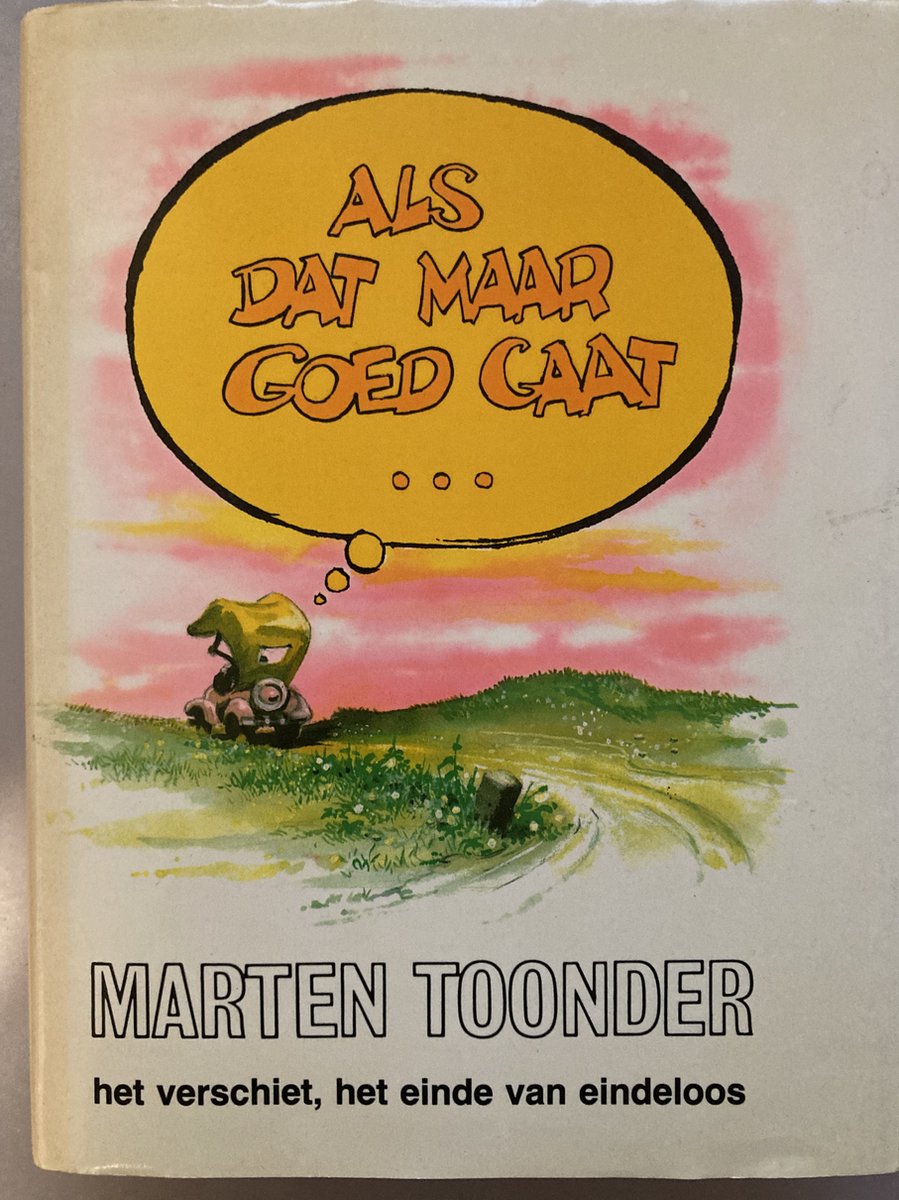 ALS
DAT MAAR
GOED GAAT
...
MARTEN TOONDER
het verschiet, het einde van eindeloos